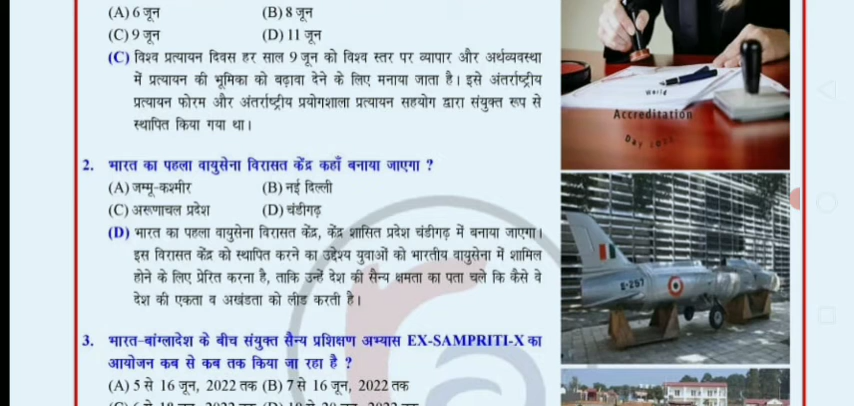 (A) 6 जून (B) 8 जून
(C) 9 जून (D) 11 जून
(C) विश्व प्रत्यायन दिवस हर साल 9 जून को विश्व स्तर पर व्यापार और अर्थव्यवस्था
में प्रत्यायन की भूमिका को बढ़ावा देने के लिए मनाया जाता है। इसे अंतर्राष्ट्रीय
प्रत्यायन फोरम और अंतर्राष्ट्रीय प्रयोगशाला प्रत्यायन सहयोग द्वारा संयुक्त रूप से
स्थापित किया गया था।
World
Accreditation
Day 2022
2. भारत का पहला वायुसेना विरासत केंद्र कहाँ बनाया जाएगा ?
(A) जम्मू-कश्मीर (B) नई दिल्ली
(C) अरूणाचल प्रदेश (D) चंडीगढ़
(D) भारत का पहला वायुसेना विरासत केंद्र, केंद्र शासित प्रदेश चंडीगढ़ में बनाया जाएगा।
इस विरासत केंद्र को स्थापित करने का उद्देश्य युवाओं को भारतीय वायुसेना में शामिल
होने के लिए प्रेरित करना है, ताकि उन्हें देश की सैन्य क्षमता का पता चले कि कैसे वे
देश की एकता व अखंडता को लीड करती है।
E-257
3. भारत-बांग्लादेश के बीच संयुक्त सैन्य प्रशिक्षण अभ्यास EX-SAMPRITI-X का
आयोजन कब से कब तक किया जा रहा है ?
(A) 5 से 16 जून, 2022 तक (B) 7 से 16 जून, 2022 तक